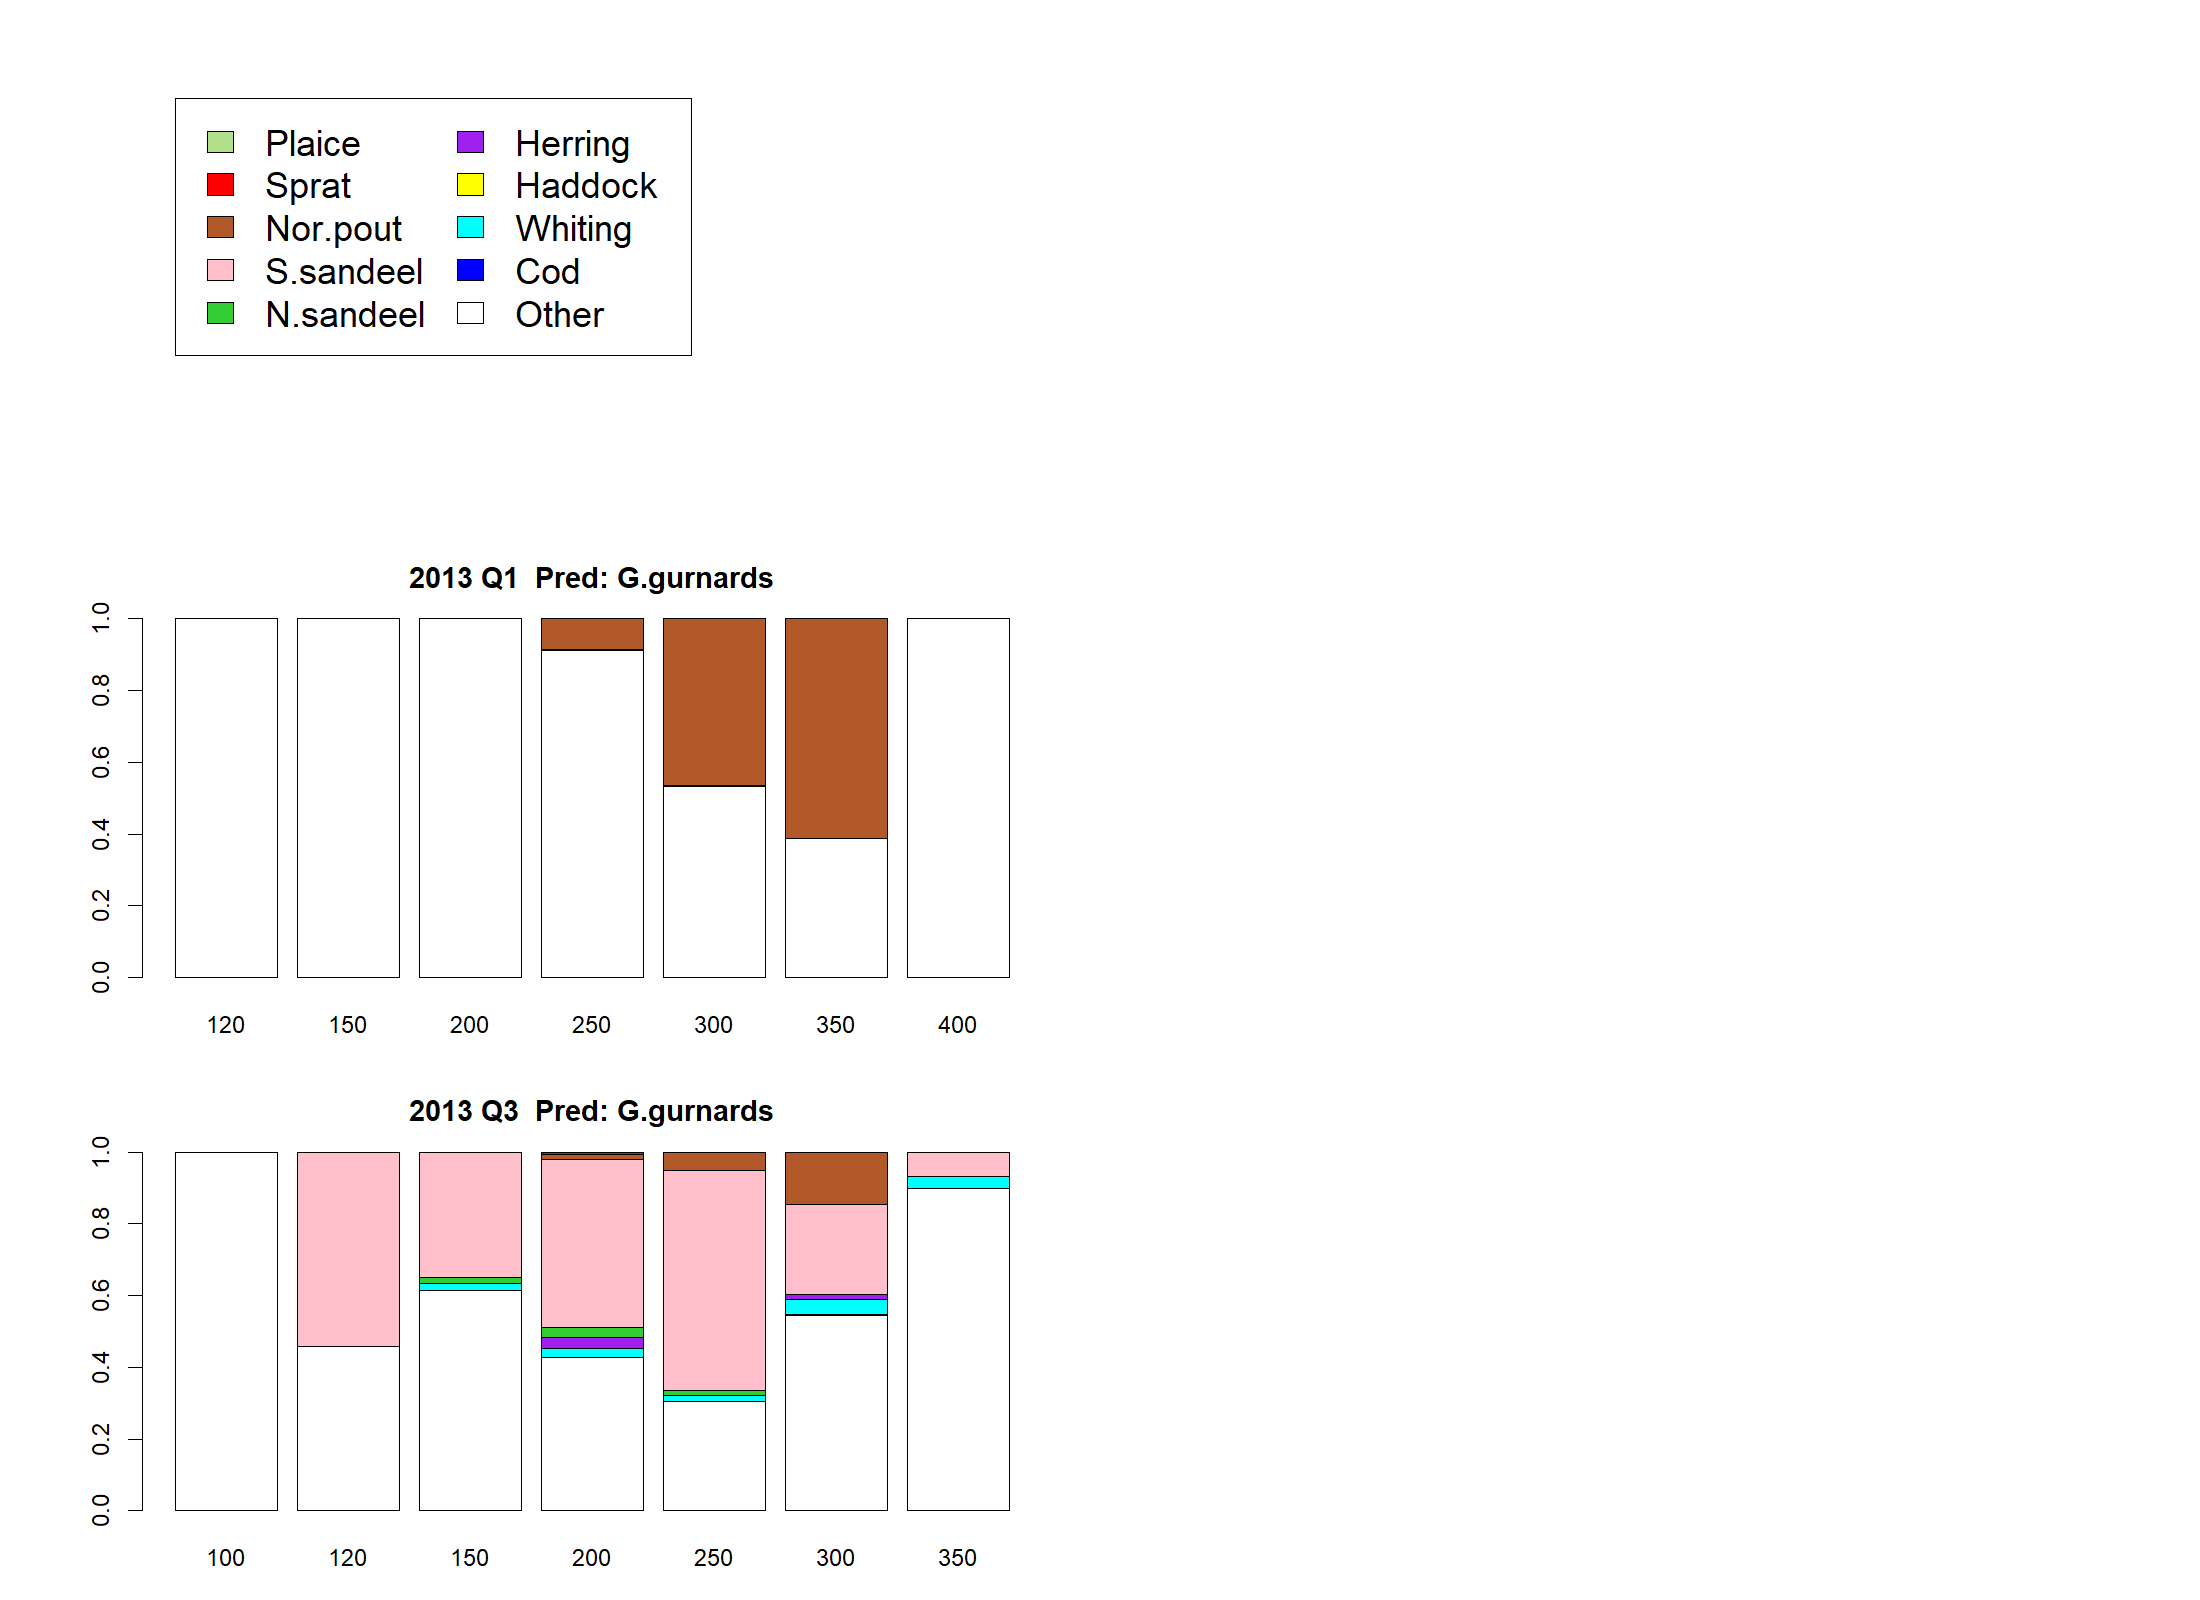 Plaice Herring
Sprat Haddock
Nor.pout Whiting
S.sandeel Cod
N.sandeel Other
2013 Q1  Pred: G.gurnards
1.0
0.8
0.6
0.4
0.2
0.0
120 150 200 250 300 350 400
2013 Q3  Pred: G.gurnards
1.0
0.8
0.6
0.4
0.2
0.0
100 120 150 200 250 300 350